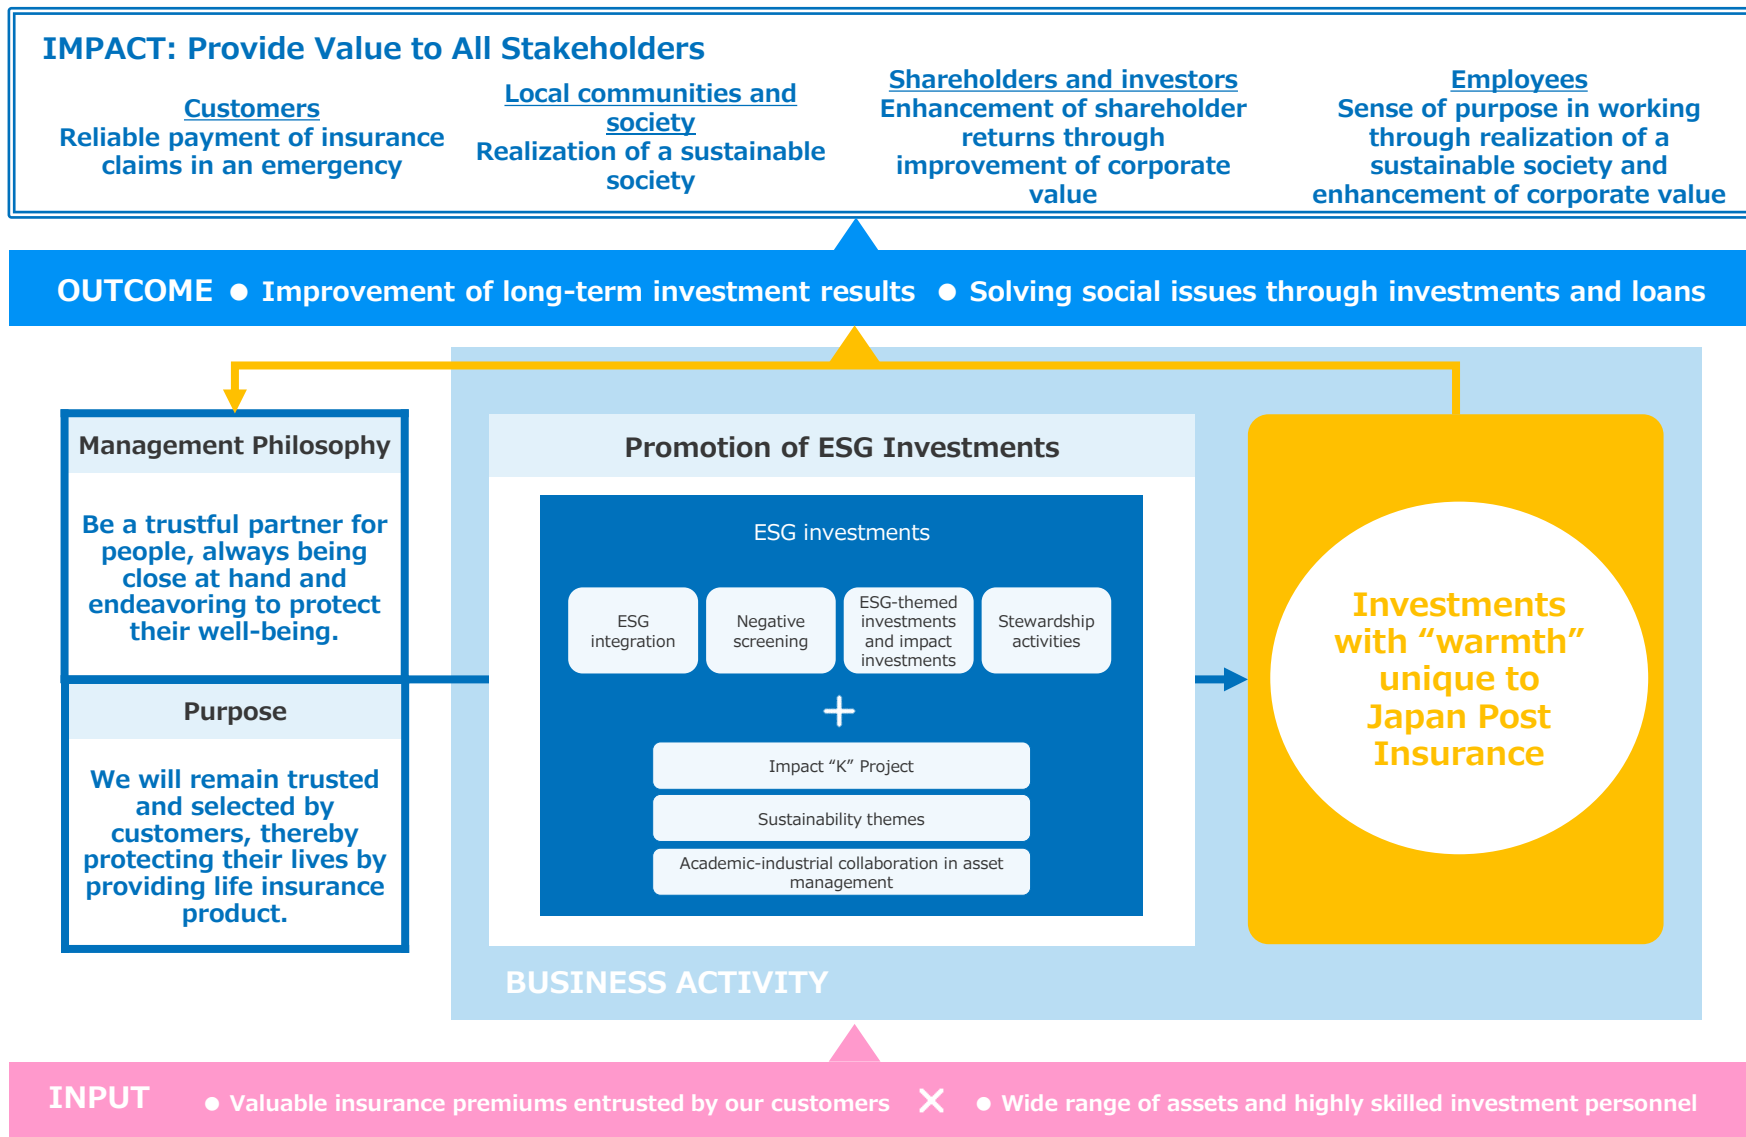 IMPACT: Provide Value to All Stakeholders
Customers
Reliable payment of insurance
claims in an emergency
Local communities and
society
Realization of a sustainable
society
Shareholders and investors
Enhancement of shareholder
returns through
improvement of corporate
value
Employees
Sense of purpose in working
through realization of a
sustainable society and
enhancement of corporate value
OUTCOME ● Improvement of long-term investment results ● Solving social issues through investments and loans
Management Philosophy
Be a trustful partner for
people, always being
close at hand and
endeavoring to protect
their well-being.
Purpose
We will remain trusted
and selected by
customers, thereby
protecting their lives by
providing life insurance
product.
Promotion of ESG Investments
ESG investments
ESG
integration
Negative
screening
ESG-themed
investments
and impact
investments
Stewardship
activities
+
Impact “K” Project
Sustainability themes
Academic-industrial collaboration in asset
management
Investments
with “warmth”
unique to
Japan Post
Insurance
BUSINESS ACTIVITY
INPUT ● Valuable insurance premiums entrusted by our customers × ● Wide range of assets and highly skilled investment personnel